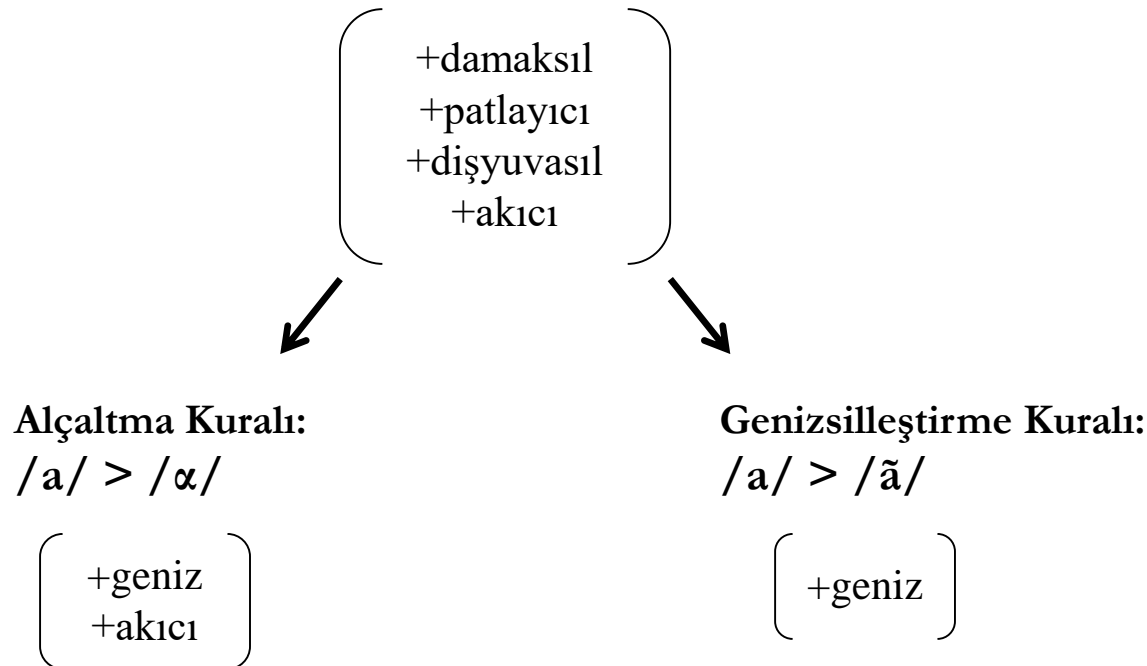 +damaksıl
+patlayıcı
+dişyuvasıl
+akıcı
Alçaltma Kuralı:
/a/ > /α/
+geniz
+akıcı
Genizsilleştirme Kuralı:
/a/ > /ã/
+geniz